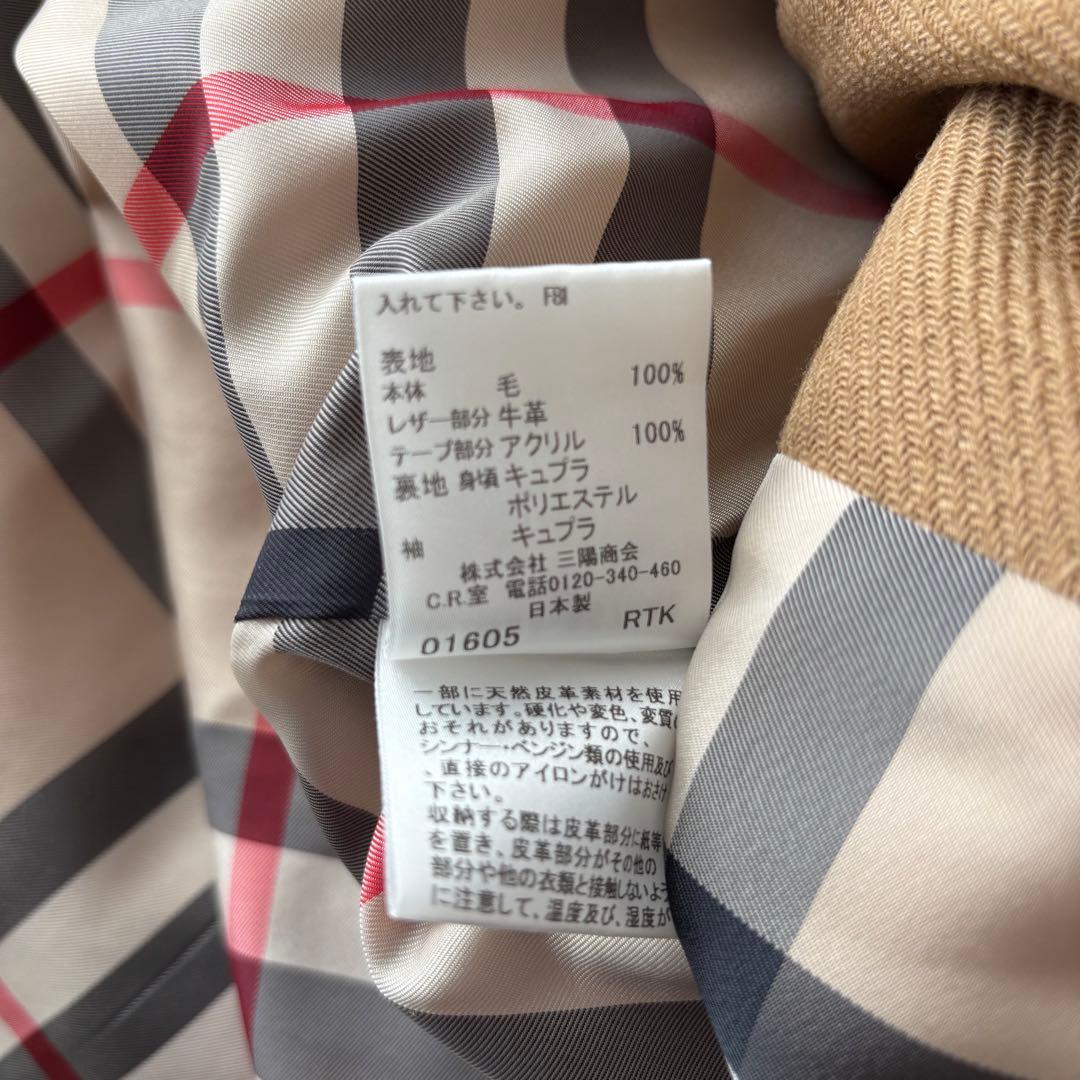 入れて下さい。 FBI
表地
本体 毛 100%
レザー部分 牛革
テープ部分 アクリル 100%
裏地 身頃 キュプラ
ポリエステル
袖 キュプラ
株式会社 三陽商会
C.R.室 電話0120-340-460
日本製
01605 RTK
一部に天然皮革素材を使用
しています。硬化や変色、変質の
おそれがありますので、
シンナー・ベンジン類の使用及び
、直接のアイロンがけはおさけ
下さい。
収納する際は皮革部分に紙等
を置き、皮革部分がその他の
部分や他の衣類と接触しないよう
に注意して、温度及び、湿度が